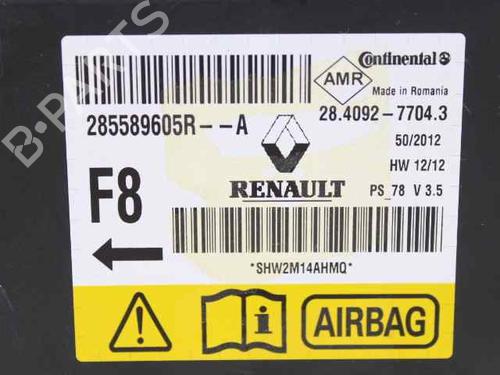 B-PARTS
Continental
AMR
Made in Romania
285589605R--A
28.4092-7704.3
50/2012
HW 12/12
F8
RENAULT
PS_78 V 3.5
*SHW2M14AHMQ*
i
AIRBAG